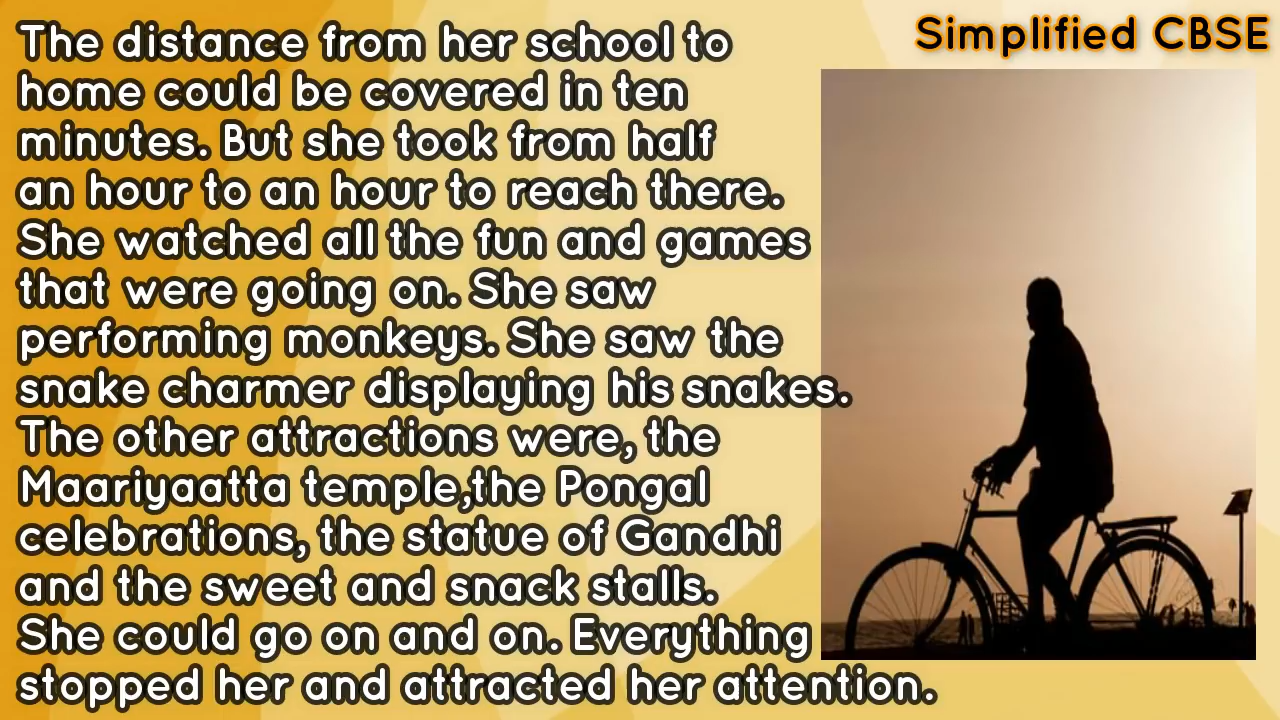 Simplified CBSE
The distance from her school to
home could be covered in ten
minutes. But she took from half
an hour to an hour to reach there.
She watched all the fun and games
that were going on. She saw
performing monkeys. She saw the
snake charmer displaying his snakes.
The other attractions were, the
Maariyaatta temple,the Pongal
celebrations, the statue of Gandhi
and the sweet and snack stalls.
She could go on and on. Everything
stopped her and attracted her attention.